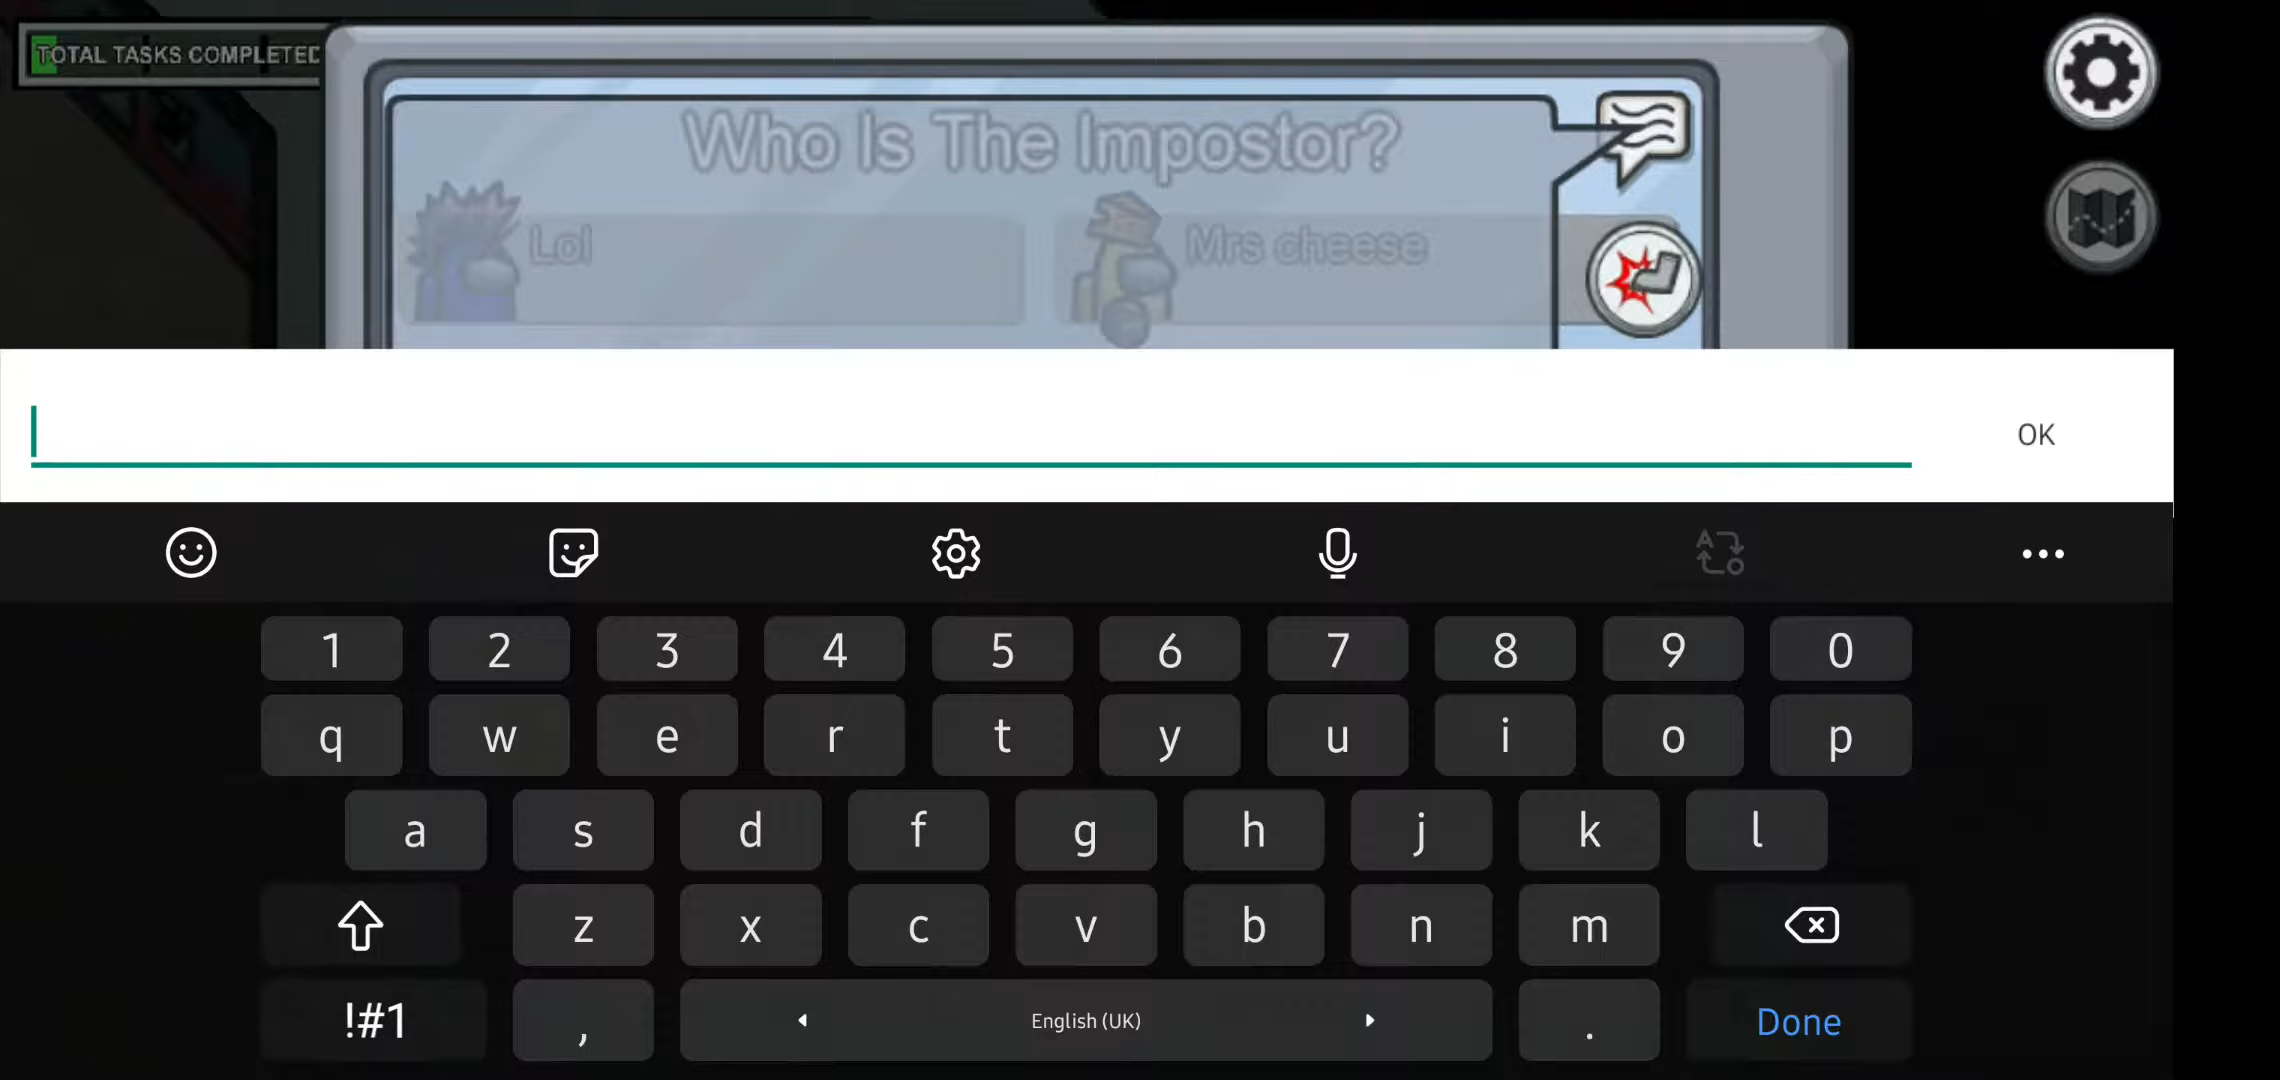 TOTAL TASKS COMPLETED
Who Is The Impostor?
Lol
Mrs cheese
OK
1 2 3 4 5 6 7 8 9 0
q w e r t y u i o p
a s d f g h j k l
z x c v b n m
!#1 , English (UK) . Done